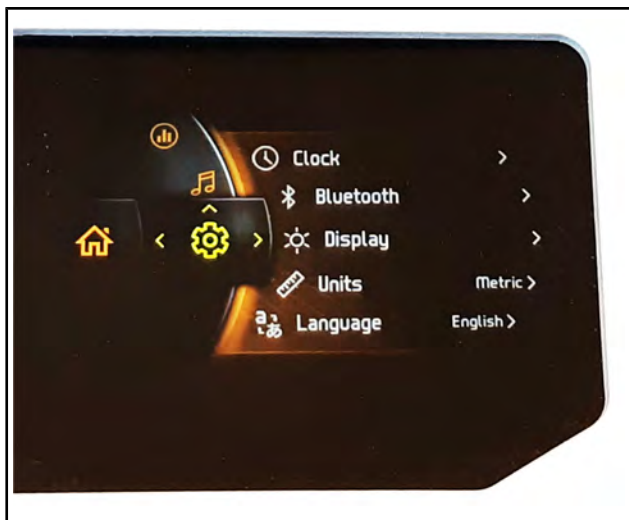 Clock
Bluetooth
Display
Units Metric
Language English